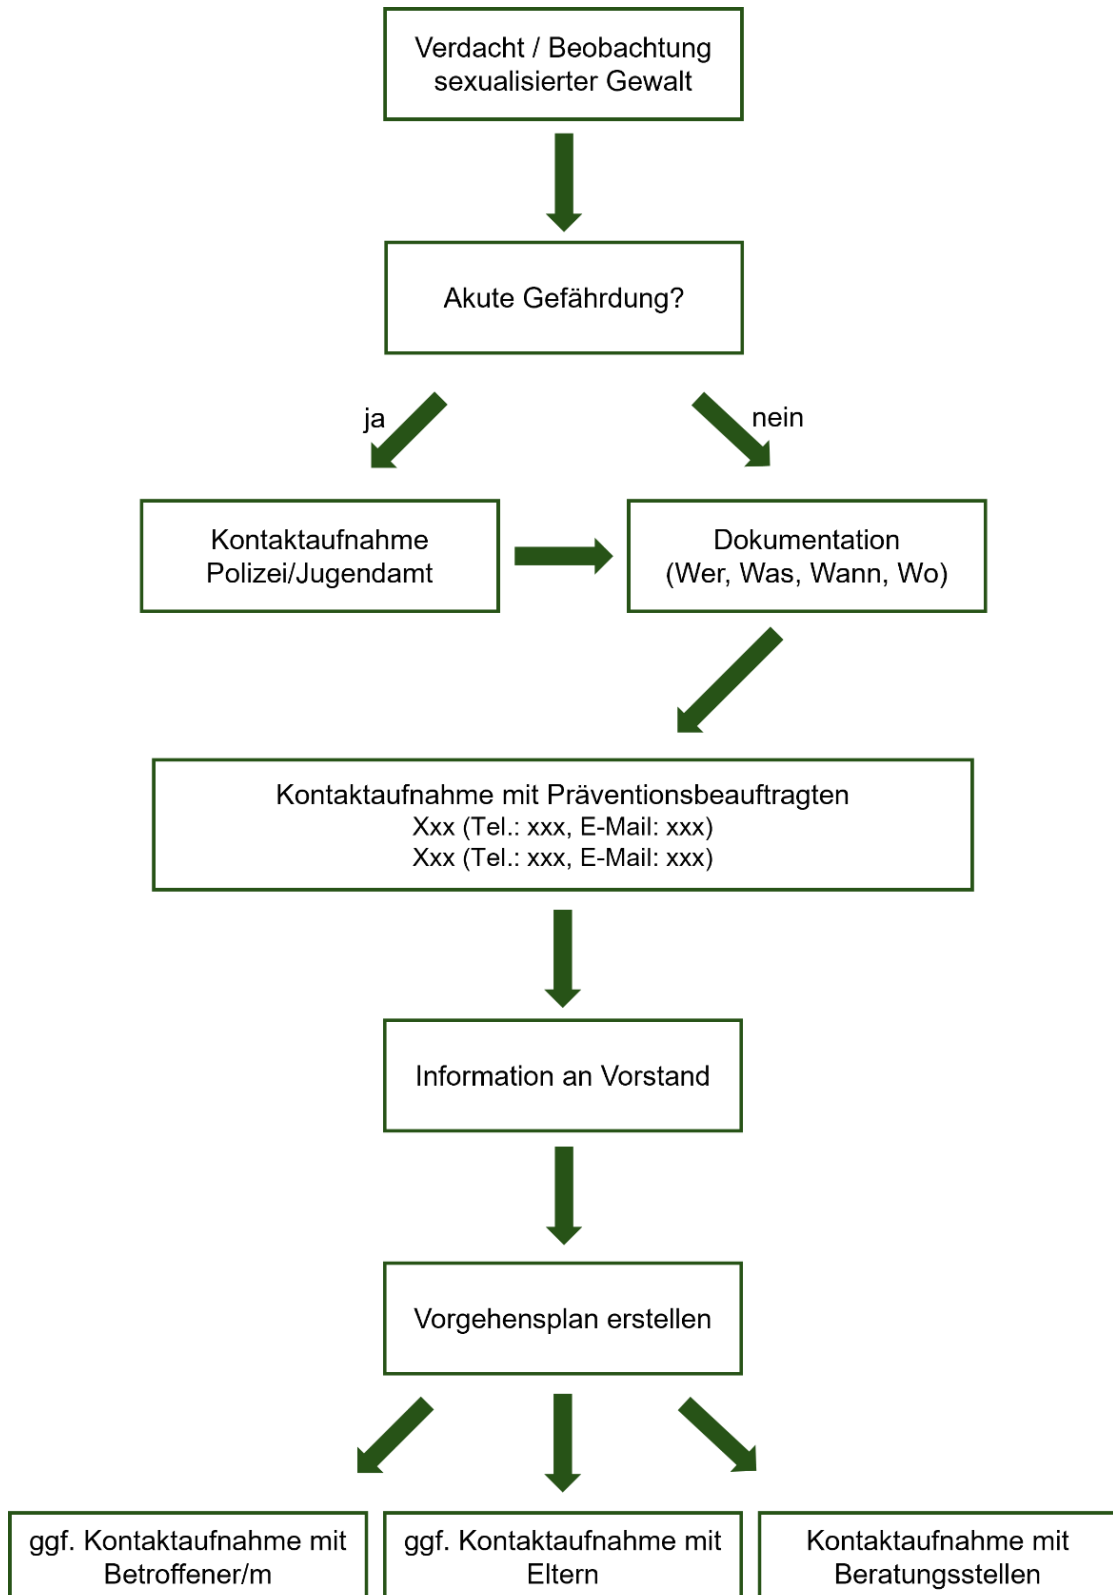 Verdacht / Beobachtung
sexualisierter Gewalt
Akute Gefährdung?
ja
nein
Kontaktaufnahme
Polizei/Jugendamt
Dokumentation
(Wer, Was, Wann, Wo)
Kontaktaufnahme mit Präventionsbeauftragten
Xxx (Tel.: xxx, E-Mail: xxx)
Xxx (Tel.: xxx, E-Mail: xxx)
Information an Vorstand
Vorgehensplan erstellen
ggf. Kontaktaufnahme mit
Betroffener/m
ggf. Kontaktaufnahme mit
Eltern
Kontaktaufnahme mit
Beratungsstellen